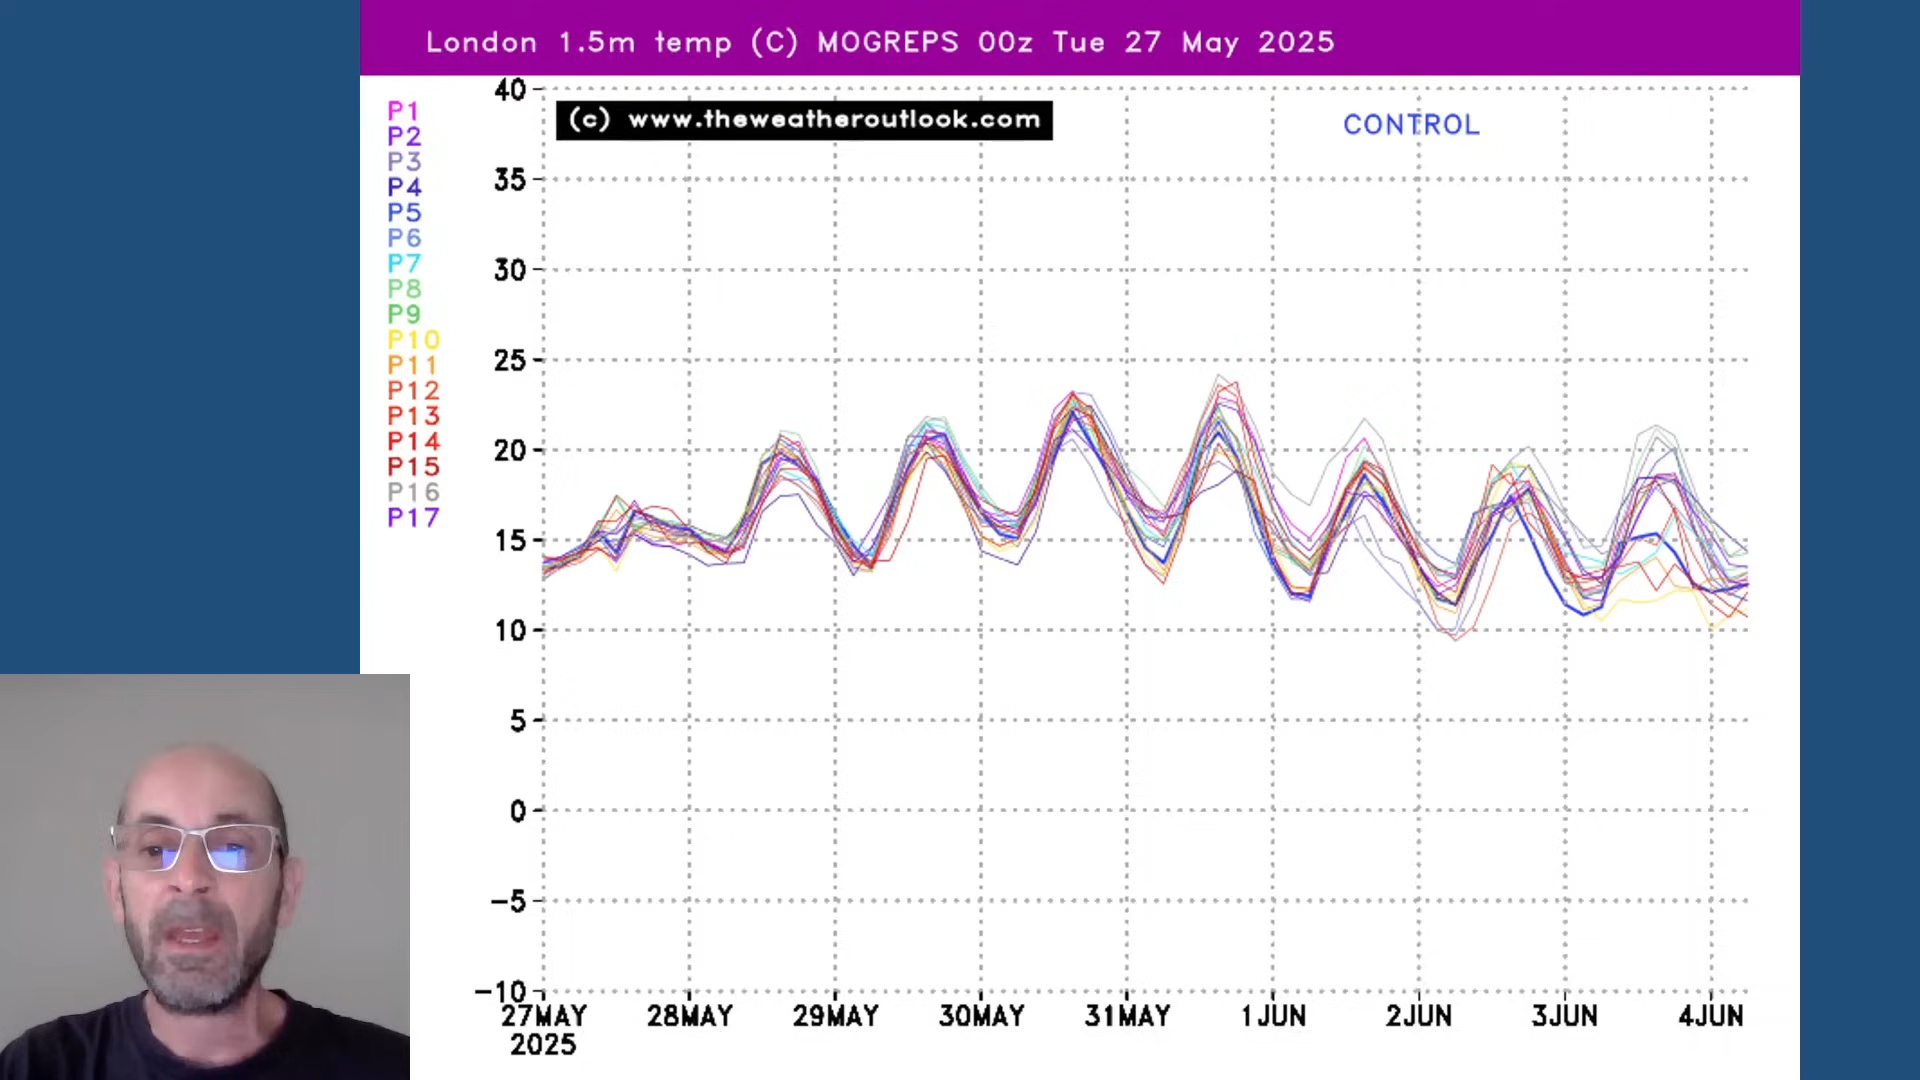 London 1.5m temp (C) MOGREPS 00z Tue 27 May 2025
(c) www.theweatheroutlook.com
CONTROL
P1
P2
P3
P4
P5
P6
P7
P8
P9
P10
P11
P12
P13
P14
P15
P16
P17
40
35
30
25
20
15
10
5
0
-5
-10
27MAY 28MAY 29MAY 30MAY 31MAY 1JUN 2JUN 3JUN 4JUN
2025